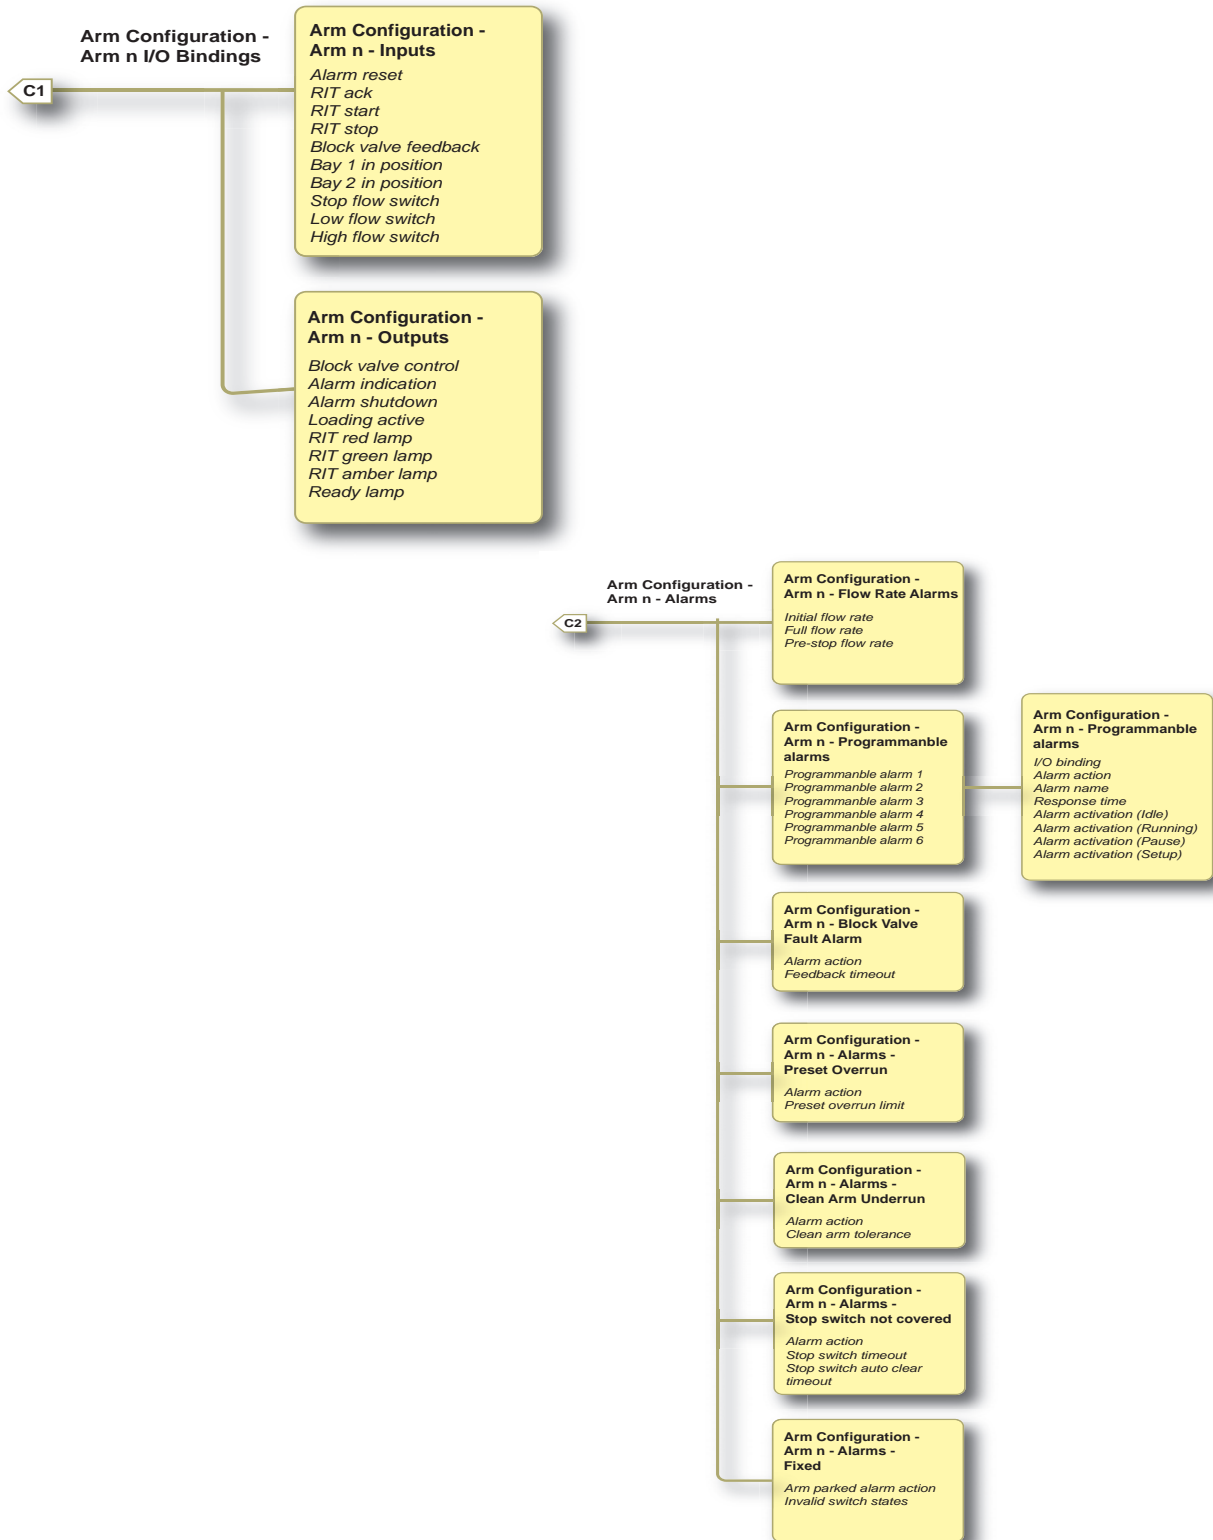 Arm Configuration -
Arm n I/O Bindings
C1
Arm Configuration -
Arm n - Inputs
Alarm reset
RIT ack
RIT start
RIT stop
Block valve feedback
Bay 1 in position
Bay 2 in position
Stop flow switch
Low flow switch
High flow switch
Arm Configuration -
Arm n - Outputs
Block valve control
Alarm indication
Alarm shutdown
Loading active
RIT red lamp
RIT green lamp
RIT amber lamp
Ready lamp
Arm Configuration -
Arm n - Alarms
C2
Arm Configuration -
Arm n - Flow Rate Alarms
Initial flow rate
Full flow rate
Pre-stop flow rate
Arm Configuration -
Arm n - Programmanble
alarms
Programmanble alarm 1
Programmanble alarm 2
Programmanble alarm 3
Programmanble alarm 4
Programmanble alarm 5
Programmanble alarm 6
Arm Configuration -
Arm n - Programmanble
alarms
I/O binding
Alarm action
Alarm name
Response time
Alarm activation (Idle)
Alarm activation (Running)
Alarm activation (Pause)
Alarm activation (Setup)
Arm Configuration -
Arm n - Block Valve
Fault Alarm
Alarm action
Feedback timeout
Arm Configuration -
Arm n - Alarms -
Preset Overrun
Alarm action
Preset overrun limit
Arm Configuration -
Arm n - Alarms -
Clean Arm Underrun
Alarm action
Clean arm tolerance
Arm Configuration -
Arm n - Alarms -
Stop switch not covered
Alarm action
Stop switch timeout
Stop switch auto clear
timeout
Arm Configuration -
Arm n - Alarms -
Fixed
Arm parked alarm action
Invalid switch states